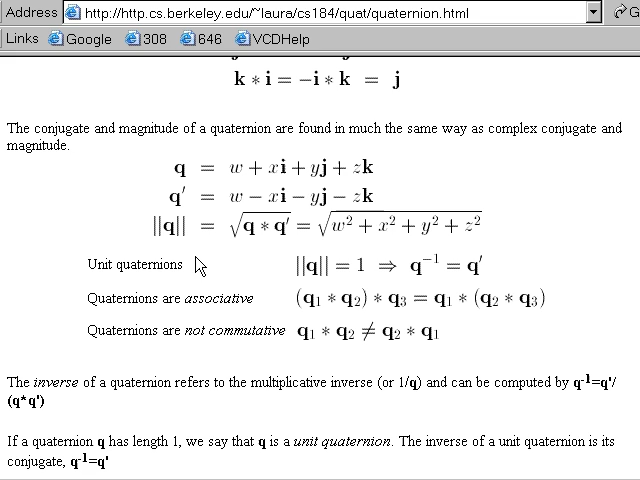 Address http://http.cs.berkeley.edu/~laura/cs184/quat/quaternion.html G
Links Google 308 646 VCDHelp
k ∗ i = −i ∗ k = j
The conjugate and magnitude of a quaternion are found in much the same way as complex conjugate and
magnitude.
q = w + xi + yj + zk
q′ = w − xi − yj − zk
||q|| = √(q ∗ q′) = √(w² + x² + y² + z²)
Unit quaternions ||q|| = 1 ⇒ q⁻¹ = q′
Quaternions are associative (q₁ ∗ q₂) ∗ q₃ = q₁ ∗ (q₂ ∗ q₃)
Quaternions are not commutative q₁ ∗ q₂ ≠ q₂ ∗ q₁
The inverse of a quaternion refers to the multiplicative inverse (or 1/q) and can be computed by q⁻¹=q'/
(q*q')
If a quaternion q has length 1, we say that q is a unit quaternion. The inverse of a unit quaternion is its
conjugate, q⁻¹=q'